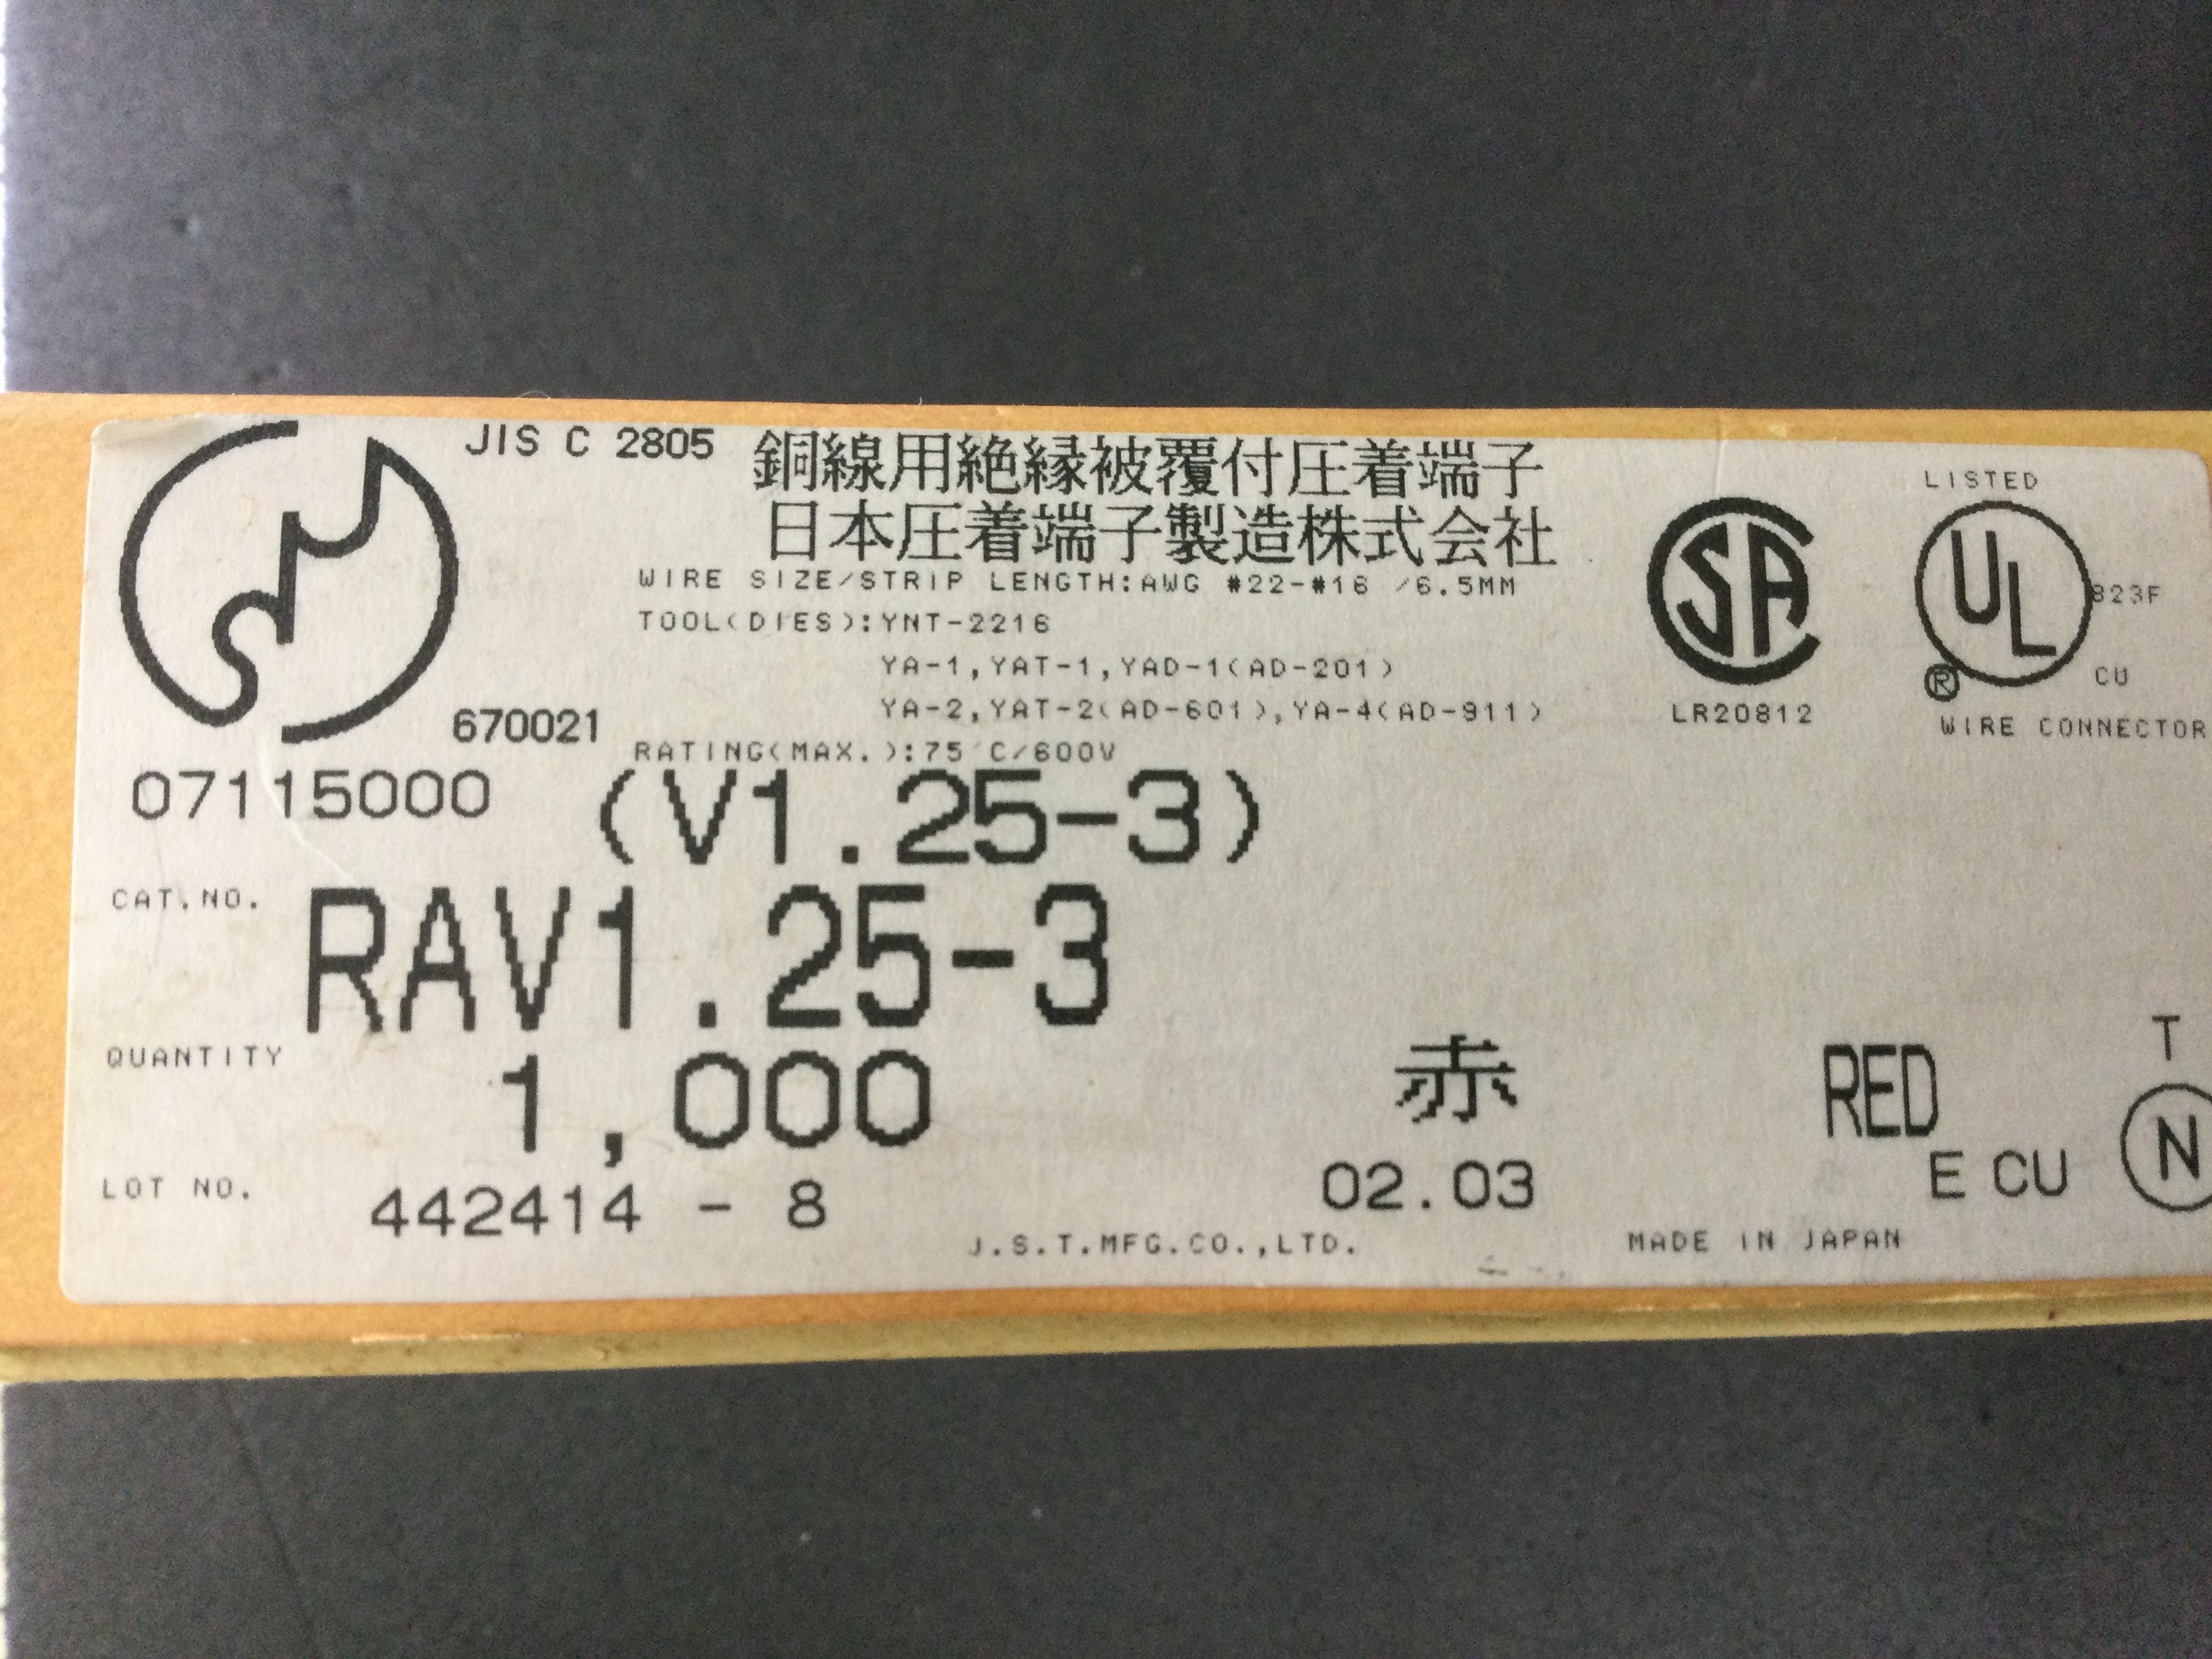 JIS C 2805 銅線用絶縁被覆付圧着端子
日本圧着端子製造株式会社
WIRE SIZE/STRIP LENGTH:AWG #22-#16 /6.5MM
TOOL(DIES):YNT-2216
YA-1,YAT-1,YAD-1(AD-201)
YA-2,YAT-2(AD-601),YA-4(AD-911)
RATING(MAX.):75°C/600V
670021
SA
LR20812
LISTED
UL
823F
®
CU
WIRE CONNECTOR
07115000 (V1.25-3)
CAT.NO. RAV1.25-3
QUANTITY 1,000 赤 RED T
E CU N
LOT NO. 442414 - 8 02.03
J.S.T.MFG.CO.,LTD. MADE IN JAPAN